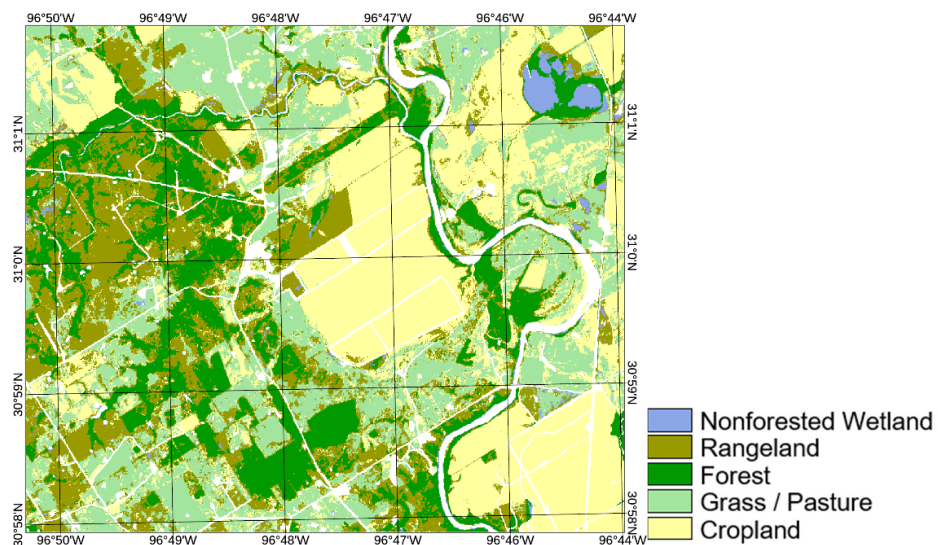 96°50'W 96°49'W 96°48'W 96°47'W 96°46'W 96°44'W
31°1'N 31°1'N
31°0'N 31°0'N
30°59'N 30°59'N
30°58'N 30°58'N
96°50'W 96°49'W 96°48'W 96°47'W 96°46'W 96°44'W
Nonforested Wetland
Rangeland
Forest
Grass / Pasture
Cropland